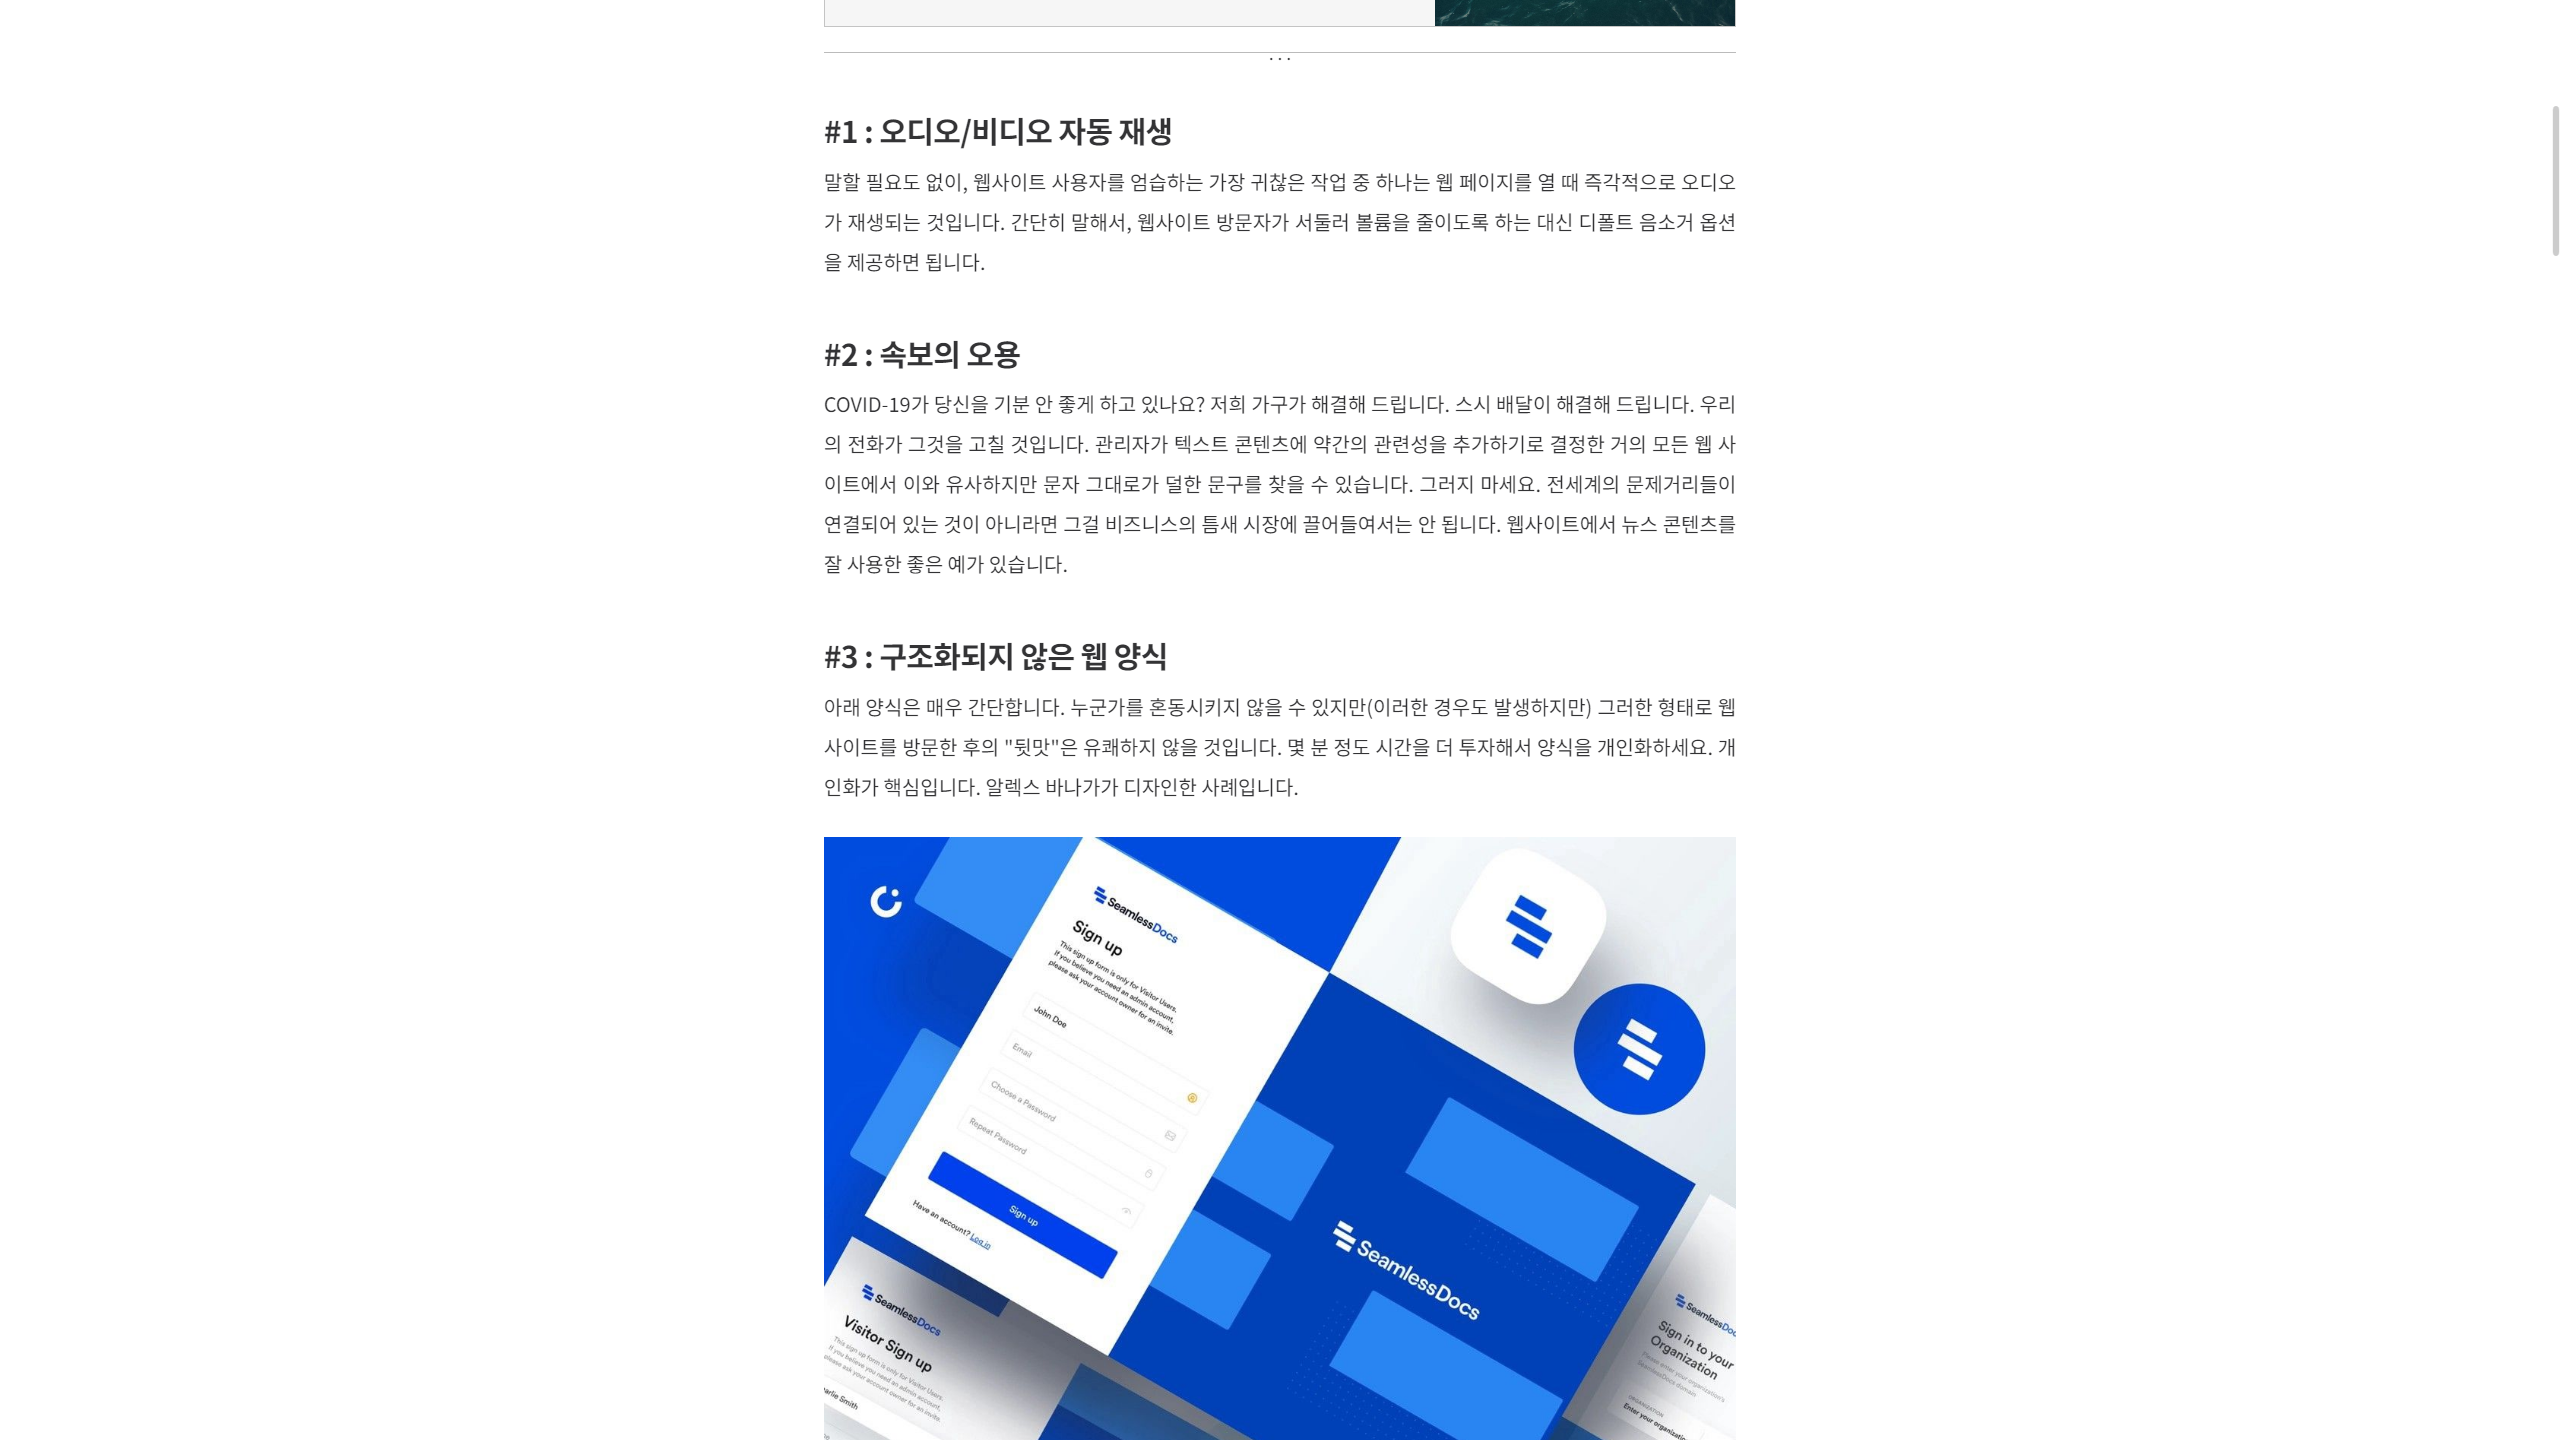 ...
#1 : 오디오/비디오 자동 재생
말할 필요도 없이, 웹사이트 사용자를 엄습하는 가장 귀찮은 작업 중 하나는 웹 페이지를 열 때 즉각적으로 오디오
가 재생되는 것입니다. 간단히 말해서, 웹사이트 방문자가 서둘러 볼륨을 줄이도록 하는 대신 디폴트 음소거 옵션
을 제공하면 됩니다.
#2 : 속보의 오용
COVID-19가 당신을 기분 안 좋게 하고 있나요? 저희 가구가 해결해 드립니다. 스시 배달이 해결해 드립니다. 우리
의 전화가 그것을 고칠 것입니다. 관리자가 텍스트 콘텐츠에 약간의 관련성을 추가하기로 결정한 거의 모든 웹 사
이트에서 이와 유사하지만 문자 그대로가 덜한 문구를 찾을 수 있습니다. 그러지 마세요. 전세계의 문제거리들이
연결되어 있는 것이 아니라면 그걸 비즈니스의 틈새 시장에 끌어들여서는 안 됩니다. 웹사이트에서 뉴스 콘텐츠를
잘 사용한 좋은 예가 있습니다.
#3 : 구조화되지 않은 웹 양식
아래 양식은 매우 간단합니다. 누군가를 혼동시키지 않을 수 있지만(이러한 경우도 발생하지만) 그러한 형태로 웹
사이트를 방문한 후의 "뒷맛"은 유쾌하지 않을 것입니다. 몇 분 정도 시간을 더 투자해서 양식을 개인화하세요. 개
인화가 핵심입니다. 알렉스 바나가가 디자인한 사례입니다.
SeamlessDocs
Sign up
This sign up form is only for Visitor Users.
If you believe you need an admin account,
please ask your account owner for an invite.
John Doe
Email
Choose a Password
Repeat Password
Sign up
Have an account? Log in
SeamlessDocs
SeamlessDocs
Visitor Sign up
This sign up form is only for Visitor Users.
If you believe you need an admin account,
please ask your account owner for an invite.
arlie Smith
SeamlessDoc
Sign in to your
Organization
Please enter your organization's
SeamlessDocs domain
ORGANIZATION
Enter your organizatio